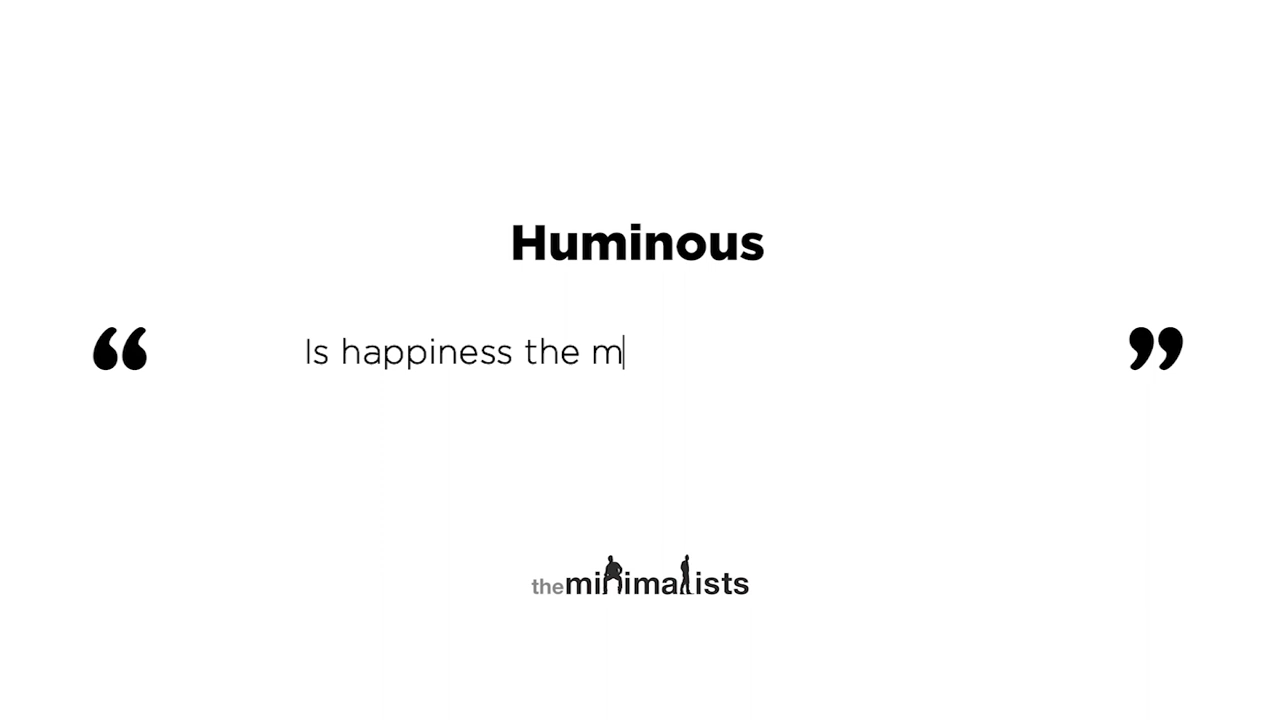 Huminous
“ Is happiness the m ”
theminimalists